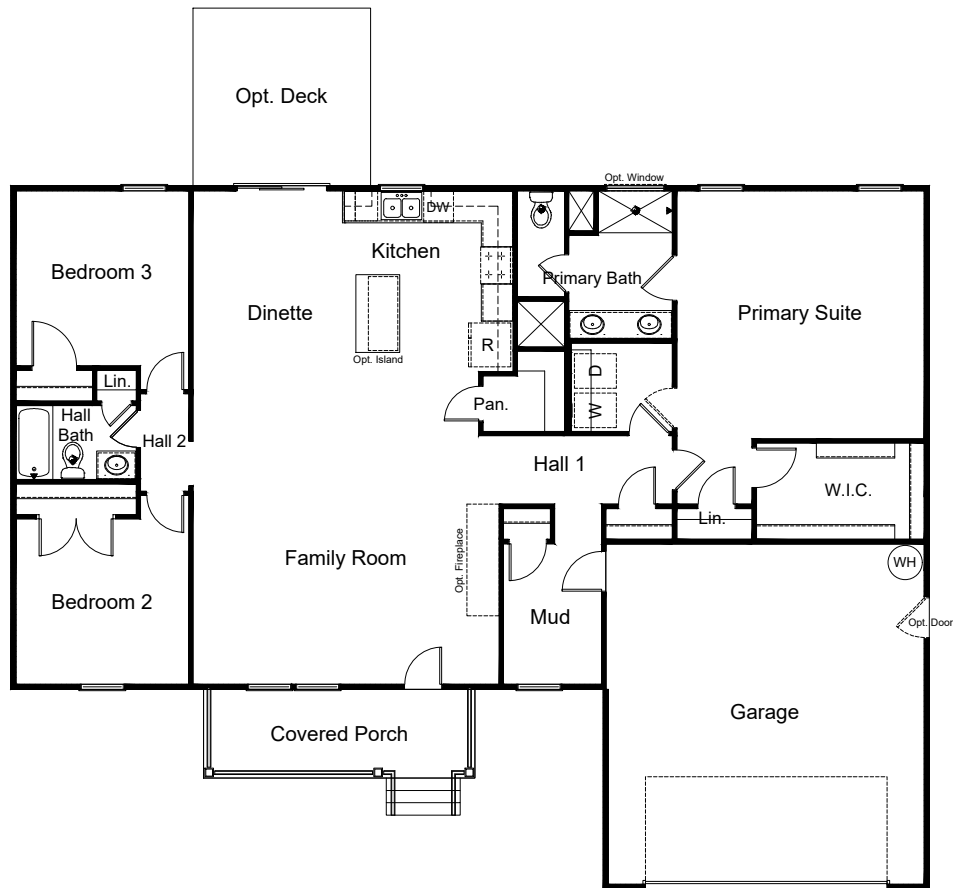 Opt. Deck
Opt. Window
DW
Kitchen
Bedroom 3
Primary Bath
Dinette
Primary Suite
R
Opt. Island
D
Lin.
W
Pan.
Hall
Bath
Hall 2
Hall 1
W.I.C.
Lin.
Opt. Fireplace
Family Room
WH
Bedroom 2
Mud
Opt. Door
Garage
Covered Porch